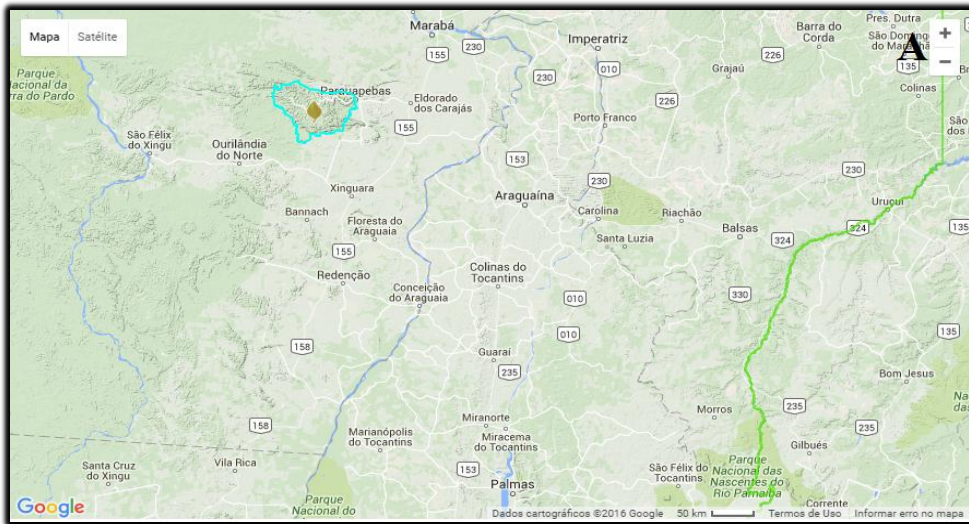 Mapa
Satélite
A
+
−
Parque
Nacional da
rra do Pardo
Marabá
155
230
Imperatriz
010
230
226
Barra do
Corda
Pres. Dutra
São Doming
do Maranhã
135
Grajaú
226
Colinas
Parauapebas
Eldorado
dos Carajás
155
Porto Franco
São Félix
do Xingu
Ourilândia
do Norte
153
Xinguara
Araguaína
230
Carolina
Riachão
230
Uruçuí
Bannach
Floresta do
Araguaia
Santa Luzia
Balsas
324
324
135
155
Redenção
Colinas do
Tocantins
Conceição
do Araguaia
010
330
010
135
158
Guaraí
235
Bom Jesus
158
Miranorte
Miracema
do Tocantins
Marianópolis
do Tocantins
Morros
235
235
Gilbués
Santa Cruz
do Xingu
Vila Rica
153
Palmas
São Félix do
Tocantins
Parque
Nacional das
Nascentes do
Rio Parnaíba
Corrente
Parque
Nacional do
Google
Dados cartográficos ©2016 Google
50 km
Termos de Uso
Informar erro no mapa